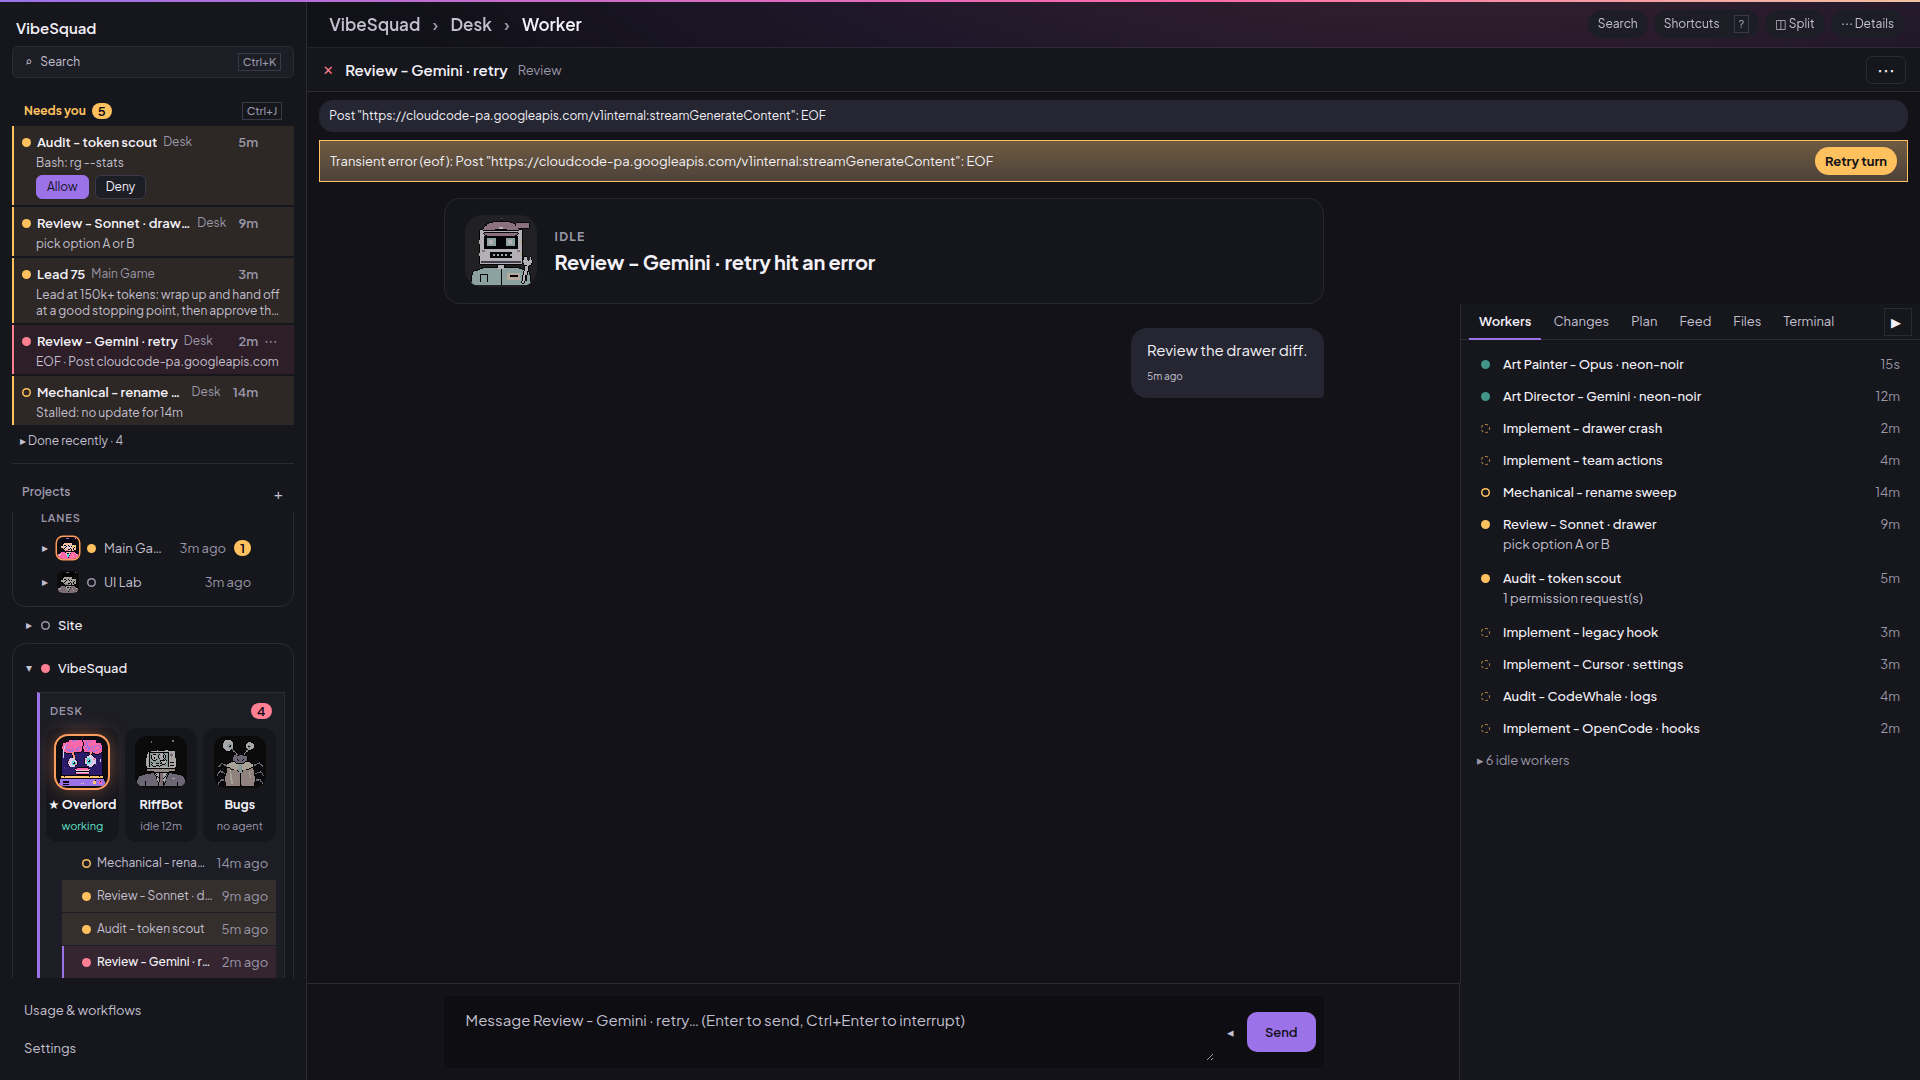 VibeSquad
Search Ctrl+K
Needs you 5 Ctrl+J
Audit - token scout Desk 5m
Bash: rg --stats
Allow Deny
Review - Sonnet · draw… Desk 9m
pick option A or B
Lead 75 Main Game 3m
Lead at 150k+ tokens: wrap up and hand off
at a good stopping point, then approve th…
Review - Gemini · retry Desk 2m ···
EOF · Post cloudcode-pa.googleapis.com
Mechanical - rename … Desk 14m
Stalled: no update for 14m
▸ Done recently · 4
Projects +
LANES
▸ Main Ga… 3m ago 1
▸ UI Lab 3m ago
▸ Site
▾ VibeSquad
DESK 4
★ Overlord RiffBot Bugs
working idle 12m no agent
Mechanical - rena… 14m ago
Review - Sonnet · d… 9m ago
Audit - token scout 5m ago
Review - Gemini · r… 2m ago
Usage & workflows
Settings
VibeSquad › Desk › Worker
Search Shortcuts ? Split ··· Details
× Review - Gemini · retry Review ···
Post "https://cloudcode-pa.googleapis.com/v1internal:streamGenerateContent": EOF
Transient error (eof): Post "https://cloudcode-pa.googleapis.com/v1internal:streamGenerateContent": EOF Retry turn
IDLE
Review - Gemini · retry hit an error
Review the drawer diff.
5m ago
Message Review - Gemini · retry… (Enter to send, Ctrl+Enter to interrupt)
◂ Send
Workers Changes Plan Feed Files Terminal ▶
Art Painter - Opus · neon-noir 15s
Art Director - Gemini · neon-noir 12m
Implement - drawer crash 2m
Implement - team actions 4m
Mechanical - rename sweep 14m
Review - Sonnet · drawer 9m
pick option A or B
Audit - token scout 5m
1 permission request(s)
Implement - legacy hook 3m
Implement - Cursor · settings 3m
Audit - CodeWhale · logs 4m
Implement - OpenCode · hooks 2m
▸ 6 idle workers